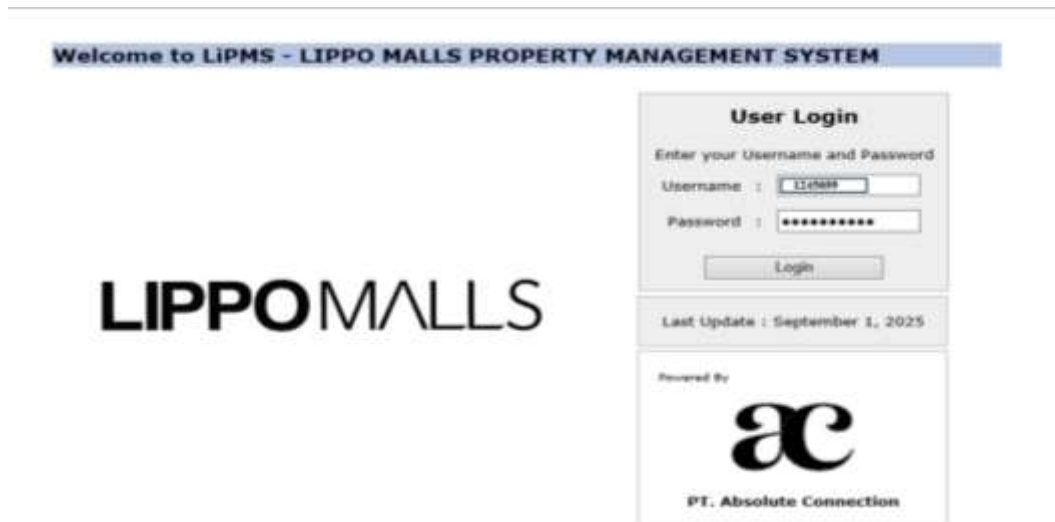 Welcome to LiPMS - LIPPO MALLS PROPERTY MANAGEMENT SYSTEM
User Login
Enter your Username and Password
Username :
Password : ••••••••••
Login
LIPPOMALLS
Last Update : September 1, 2025
Powered By
ac
PT. Absolute Connection